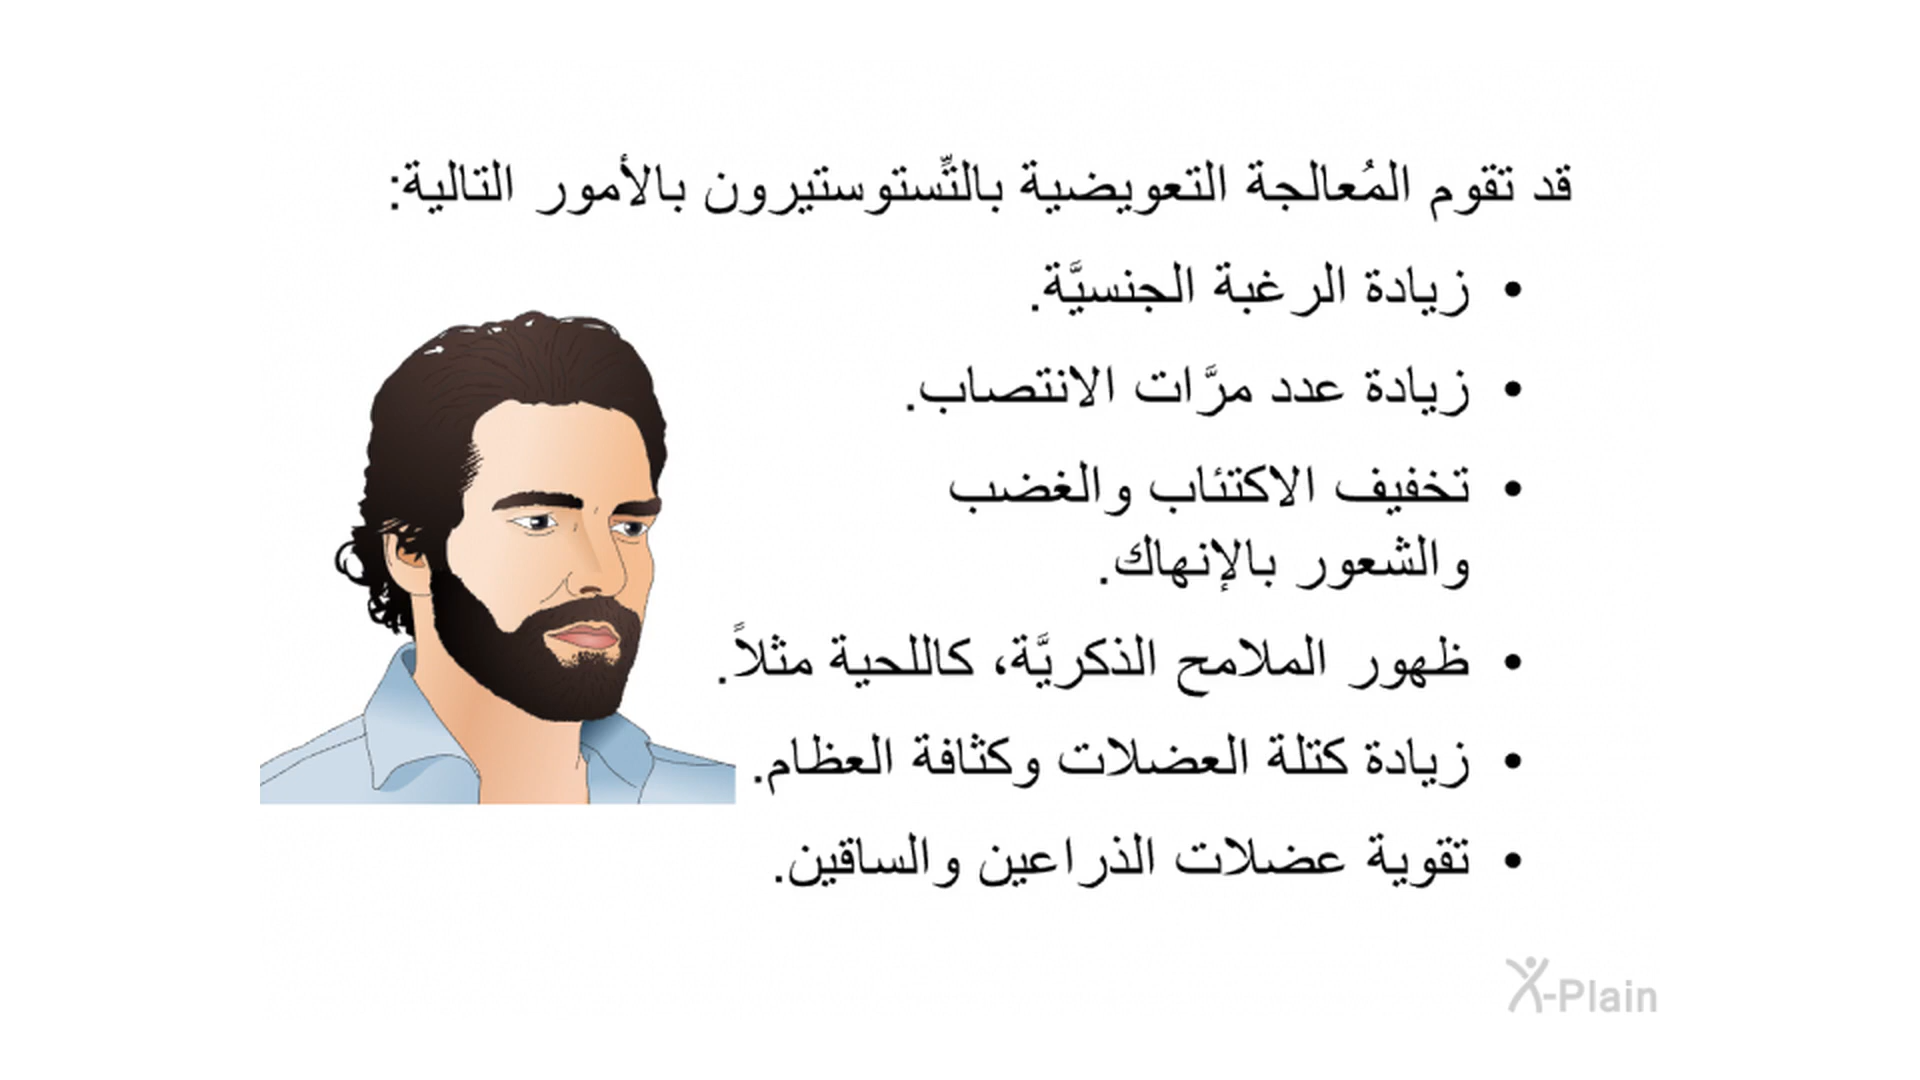 قد تقوم المُعالجة التعويضية بالتِّستوستيرون بالأمور التالية:
• زيادة الرغبة الجنسيَّة.
• زيادة عدد مرَّات الانتصاب.
• تخفيف الاكتئاب والغضب
والشعور بالإنهاك.
• ظهور الملامح الذكريَّة، كاللحية مثلاً.
• زيادة كتلة العضلات وكثافة العظام.
• تقوية عضلات الذراعين والساقين.
X-Plain